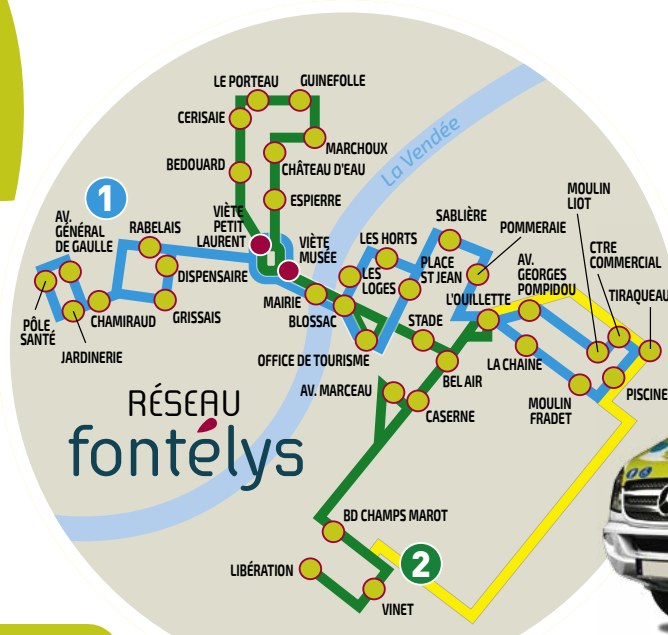 LE PORTEAU
GUINEFOLLE
CERISAIE
MARCHOUX
BEDOUARD
CHÂTEAU D'EAU
La Vendée
ESPIERRE
1
AV.
GÉNÉRAL
DE GAULLE
RABELAIS
VIÈTE
PETIT
LAURENT
VIÈTE
MUSÉE
DISPENSAIRE
PÔLE
SANTÉ
JARDINERIE
CHAMIRAUD
GRISSAIS
MAIRIE
BLOSSAC
LES HORTS
LES
LOGES
PLACE
ST JEAN
SABLIÈRE
POMMERAIE
MOULIN
LIOT
CTRE
COMMERCIAL
AV.
GEORGES
POMPIDOU
TIRAQUEAU
L'OUILLETTE
STADE
OFFICE DE TOURISME
LA CHAINE
BEL AIR
MOULIN
FRADET
PISCINE
AV. MARCEAU
CASERNE
RÉSEAU
fontélys
BD CHAMPS MAROT
2
LIBÉRATION
VINET